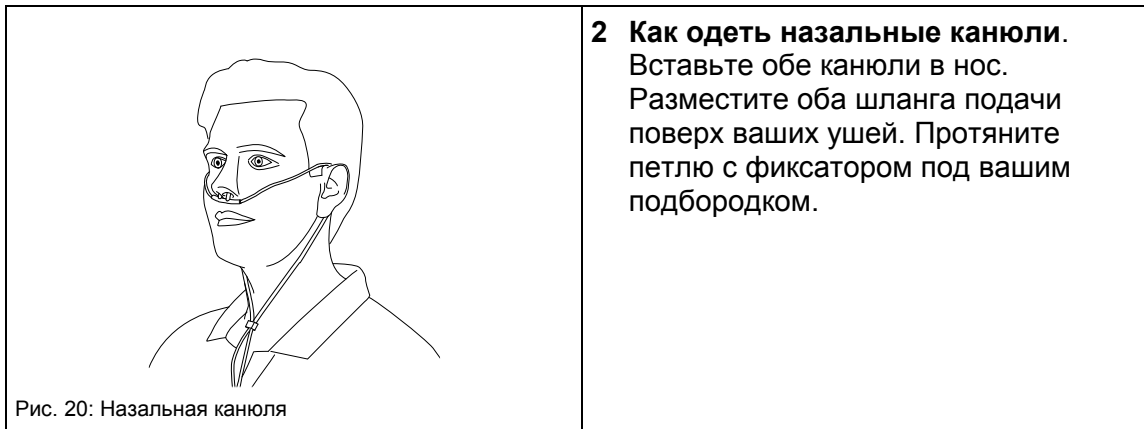 2 Как одеть назальные канюли.
Вставьте обе канюли в нос.
Разместите оба шланга подачи
поверх ваших ушей. Протяните
петлю с фиксатором под вашим
подбородком.
Рис. 20: Назальная канюля